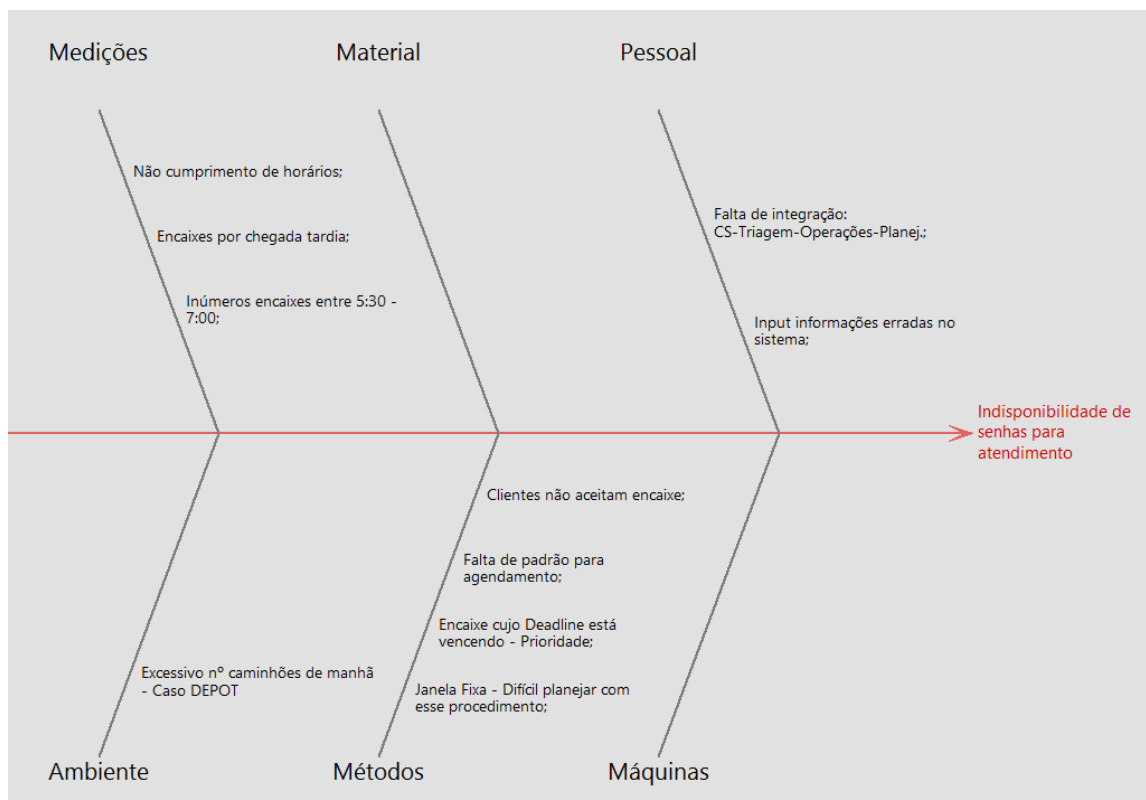 Medições
Material
Pessoal
Não cumprimento de horários;
Encaixes por chegada tardia;
Inúmeros encaixes entre 5:30 -
7:00;
Falta de integração:
CS-Triagem-Operações-Planej.;
Input informações erradas no
sistema;
Indisponibilidade de
senhas para
atendimento
Clientes não aceitam encaixe;
Falta de padrão para
agendamento;
Encaixe cujo Deadline está
vencendo - Prioridade;
Janela Fixa - Difícil planejar com
esse procedimento;
Excessivo nº caminhões de manhã
- Caso DEPOT
Ambiente
Métodos
Máquinas